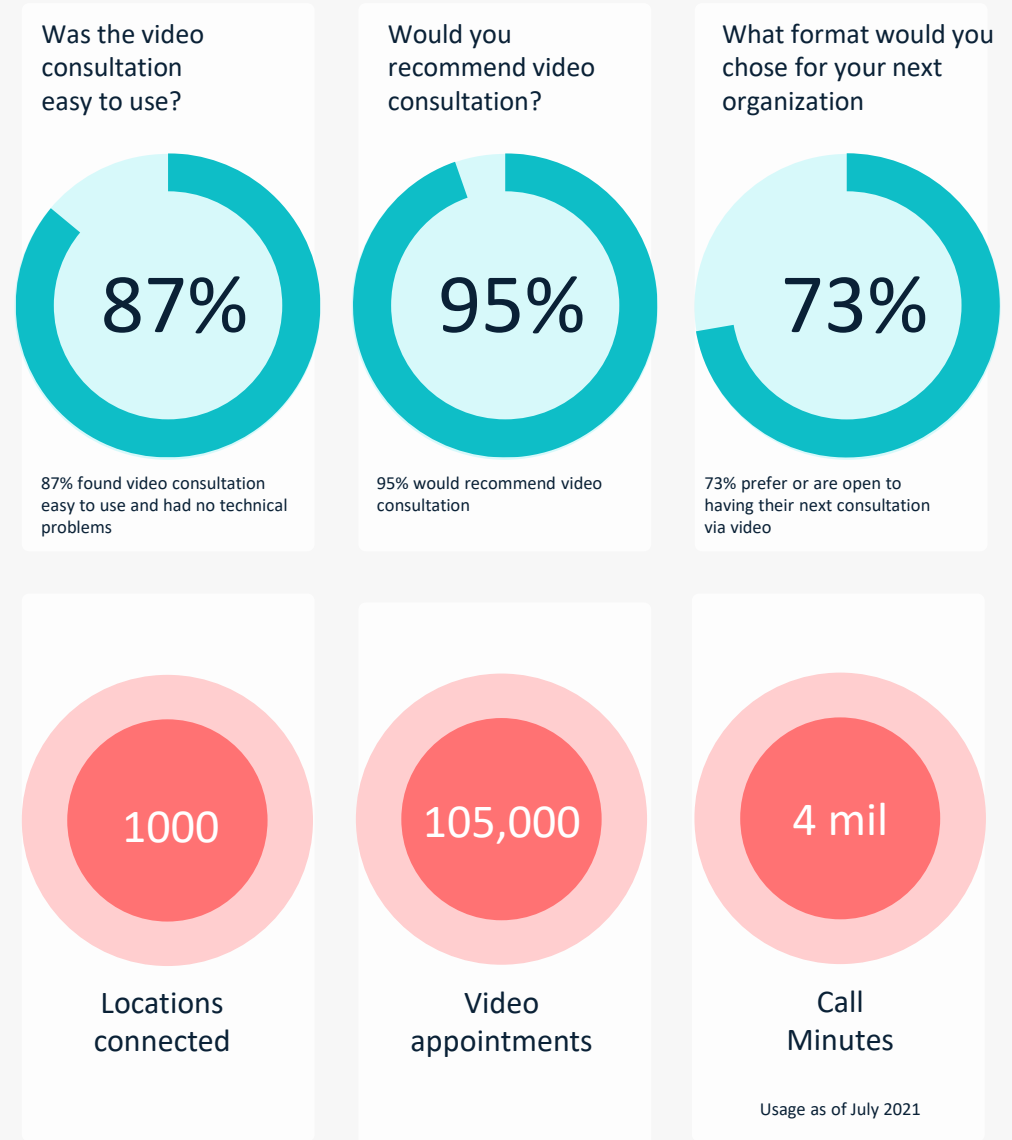 Was the video
consultation
easy to use?
87%
87% found video consultation
easy to use and had no technical
problems
Would you
recommend video
consultation?
95%
95% would recommend video
consultation
What format would you
chose for your next
organization
73%
73% prefer or are open to
having their next consultation
via video
1000
Locations
connected
105,000
Video
appointments
4 mil
Call
Minutes
Usage as of July 2021